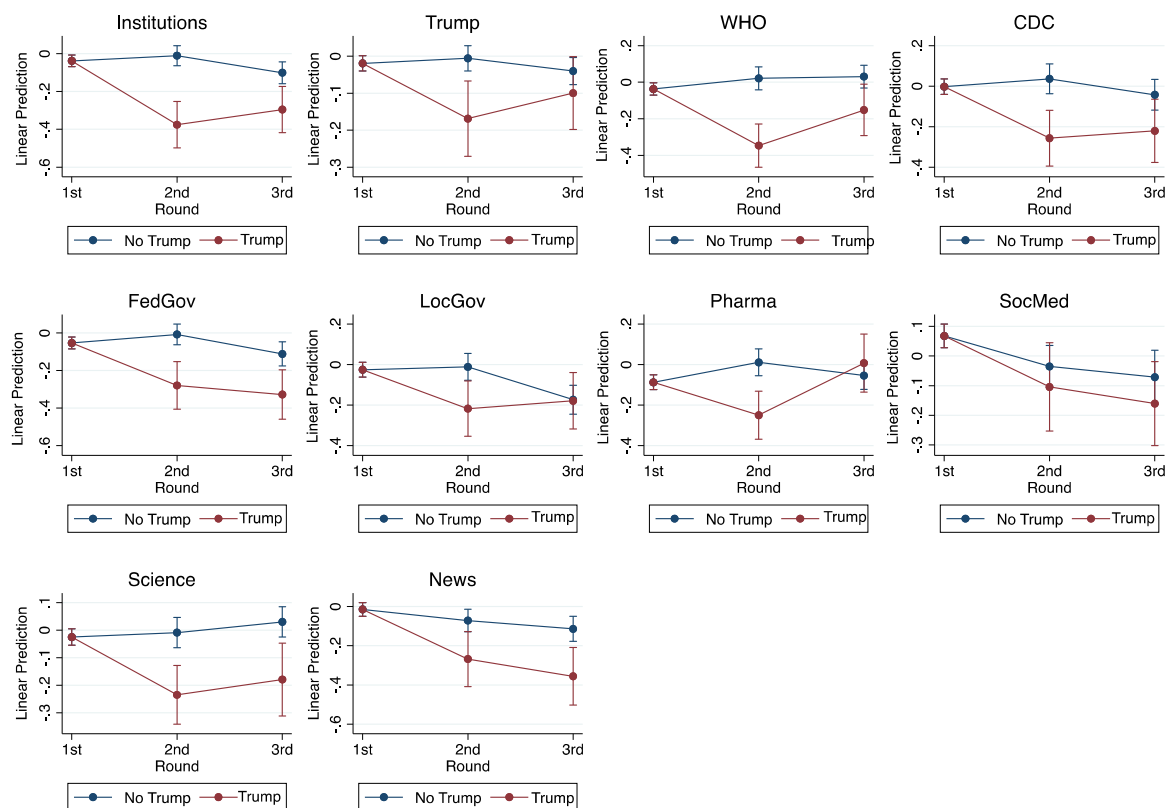 Institutions
Linear Prediction
0
-.2
-.4
-.6
1st 2nd 3rd
Round
No Trump Trump
Trump
Linear Prediction
0
-.1
-.2
-.3
1st 2nd 3rd
Round
No Trump Trump
WHO
Linear Prediction
.2
0
-.2
-.4
1st 2nd 3rd
Round
No Trump Trump
CDC
Linear Prediction
.2
0
-.2
-.4
1st 2nd 3rd
Round
No Trump Trump
FedGov
Linear Prediction
0
-.2
-.4
-.6
1st 2nd 3rd
Round
No Trump Trump
LocGov
Linear Prediction
.2
0
-.2
-.4
1st 2nd 3rd
Round
No Trump Trump
Pharma
Linear Prediction
.2
0
-.2
-.4
1st 2nd 3rd
Round
No Trump Trump
SocMed
Linear Prediction
.1
0
-.1
-.2
-.3
1st 2nd 3rd
Round
No Trump Trump
Science
Linear Prediction
.1
0
-.1
-.2
-.3
1st 2nd 3rd
Round
No Trump Trump
News
Linear Prediction
0
-.2
-.4
-.6
1st 2nd 3rd
Round
No Trump Trump